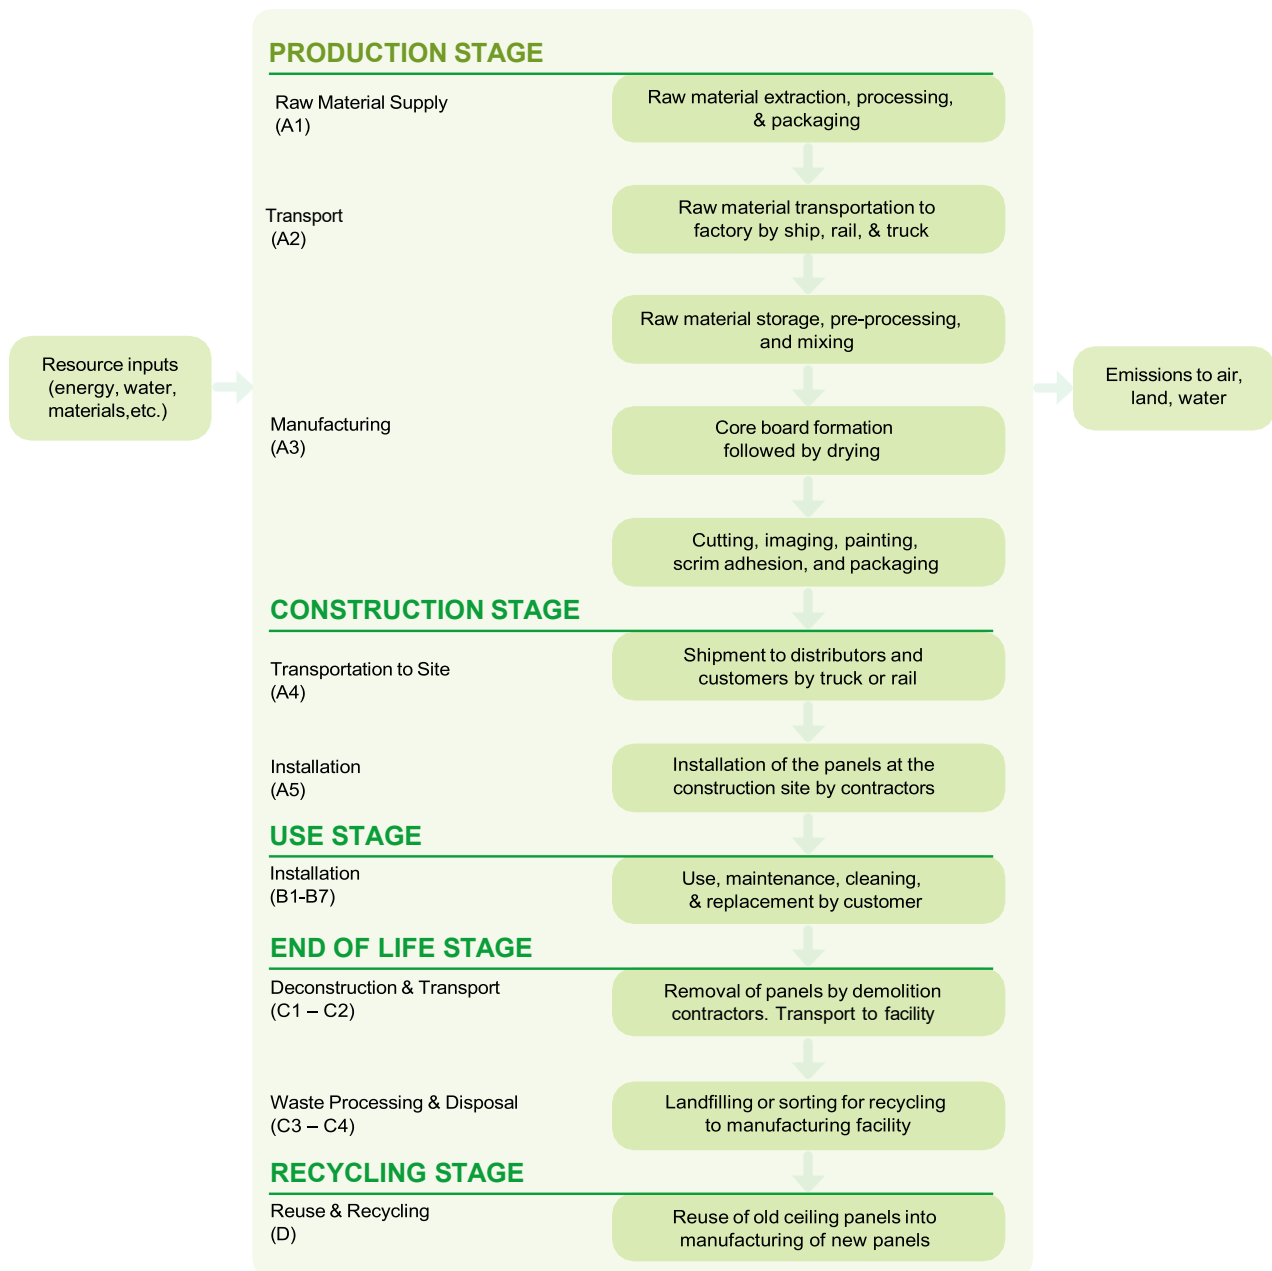 PRODUCTION STAGE
Raw Material Supply
(A1)
Raw material extraction, processing,
& packaging
Transport
(A2)
Raw material transportation to
factory by ship, rail, & truck
Raw material storage, pre-processing,
and mixing
Resource inputs
(energy, water,
materials,etc.)
Emissions to air,
land, water
Manufacturing
(A3)
Core board formation
followed by drying
Cutting, imaging, painting,
scrim adhesion, and packaging
CONSTRUCTION STAGE
Transportation to Site
(A4)
Shipment to distributors and
customers by truck or rail
Installation
(A5)
Installation of the panels at the
construction site by contractors
USE STAGE
Installation
(B1-B7)
Use, maintenance, cleaning,
& replacement by customer
END OF LIFE STAGE
Deconstruction & Transport
(C1 – C2)
Removal of panels by demolition
contractors. Transport to facility
Waste Processing & Disposal
(C3 – C4)
Landfilling or sorting for recycling
to manufacturing facility
RECYCLING STAGE
Reuse & Recycling
(D)
Reuse of old ceiling panels into
manufacturing of new panels